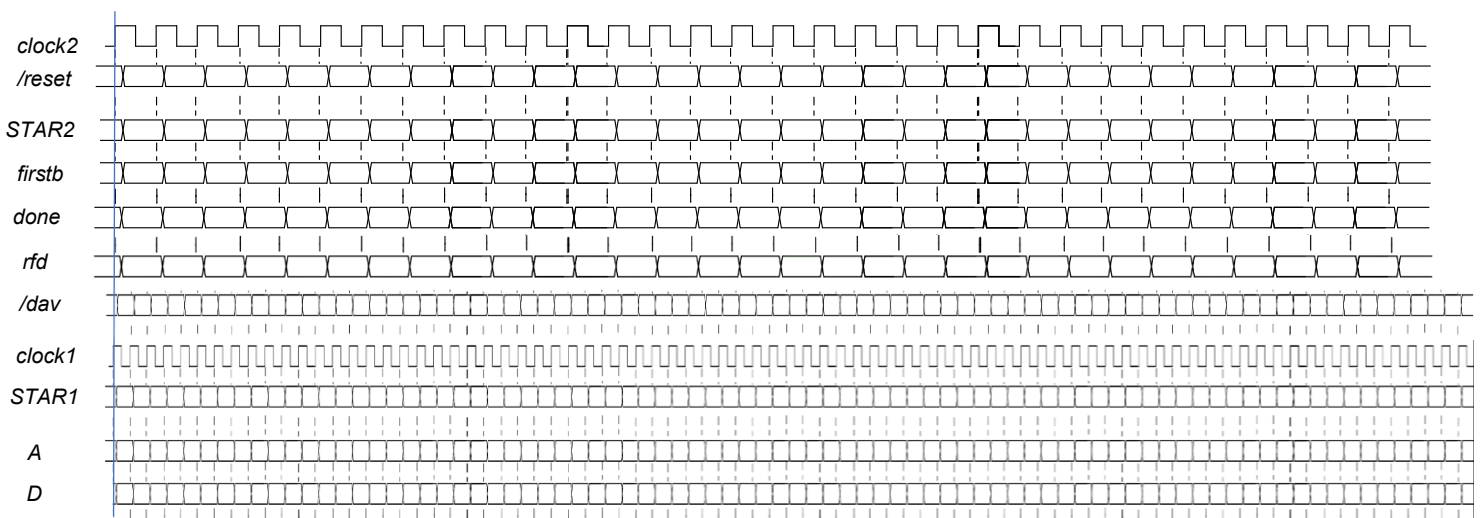 clock2
/reset
STAR2
firstb
done
rfd
/dav
clock1
STAR1
A
D